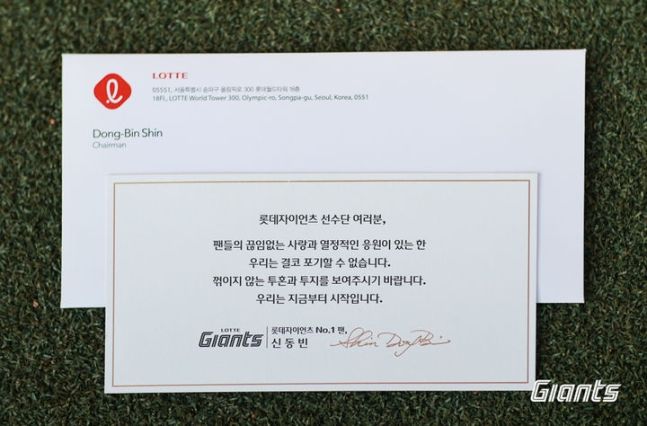 LOTTE
05551, 서울특별시 송파구 올림픽로 300 롯데월드타워 18층
18Fl., LOTTE World Tower 300, Olympic-ro, Songpa-gu, Seoul, Korea, 0551
Dong-Bin Shin
Chairman
롯데자이언츠 선수단 여러분,
팬들의 끊임없는 사랑과 열정적인 응원이 있는 한
우리는 결코 포기할 수 없습니다.
꺾이지 않는 투혼과 투지를 보여주시기 바랍니다.
우리는 지금부터 시작입니다.
LOTTE
Giants
롯데자이언츠 No.1 팬,
신동빈
Shin Dong Bin
Giants